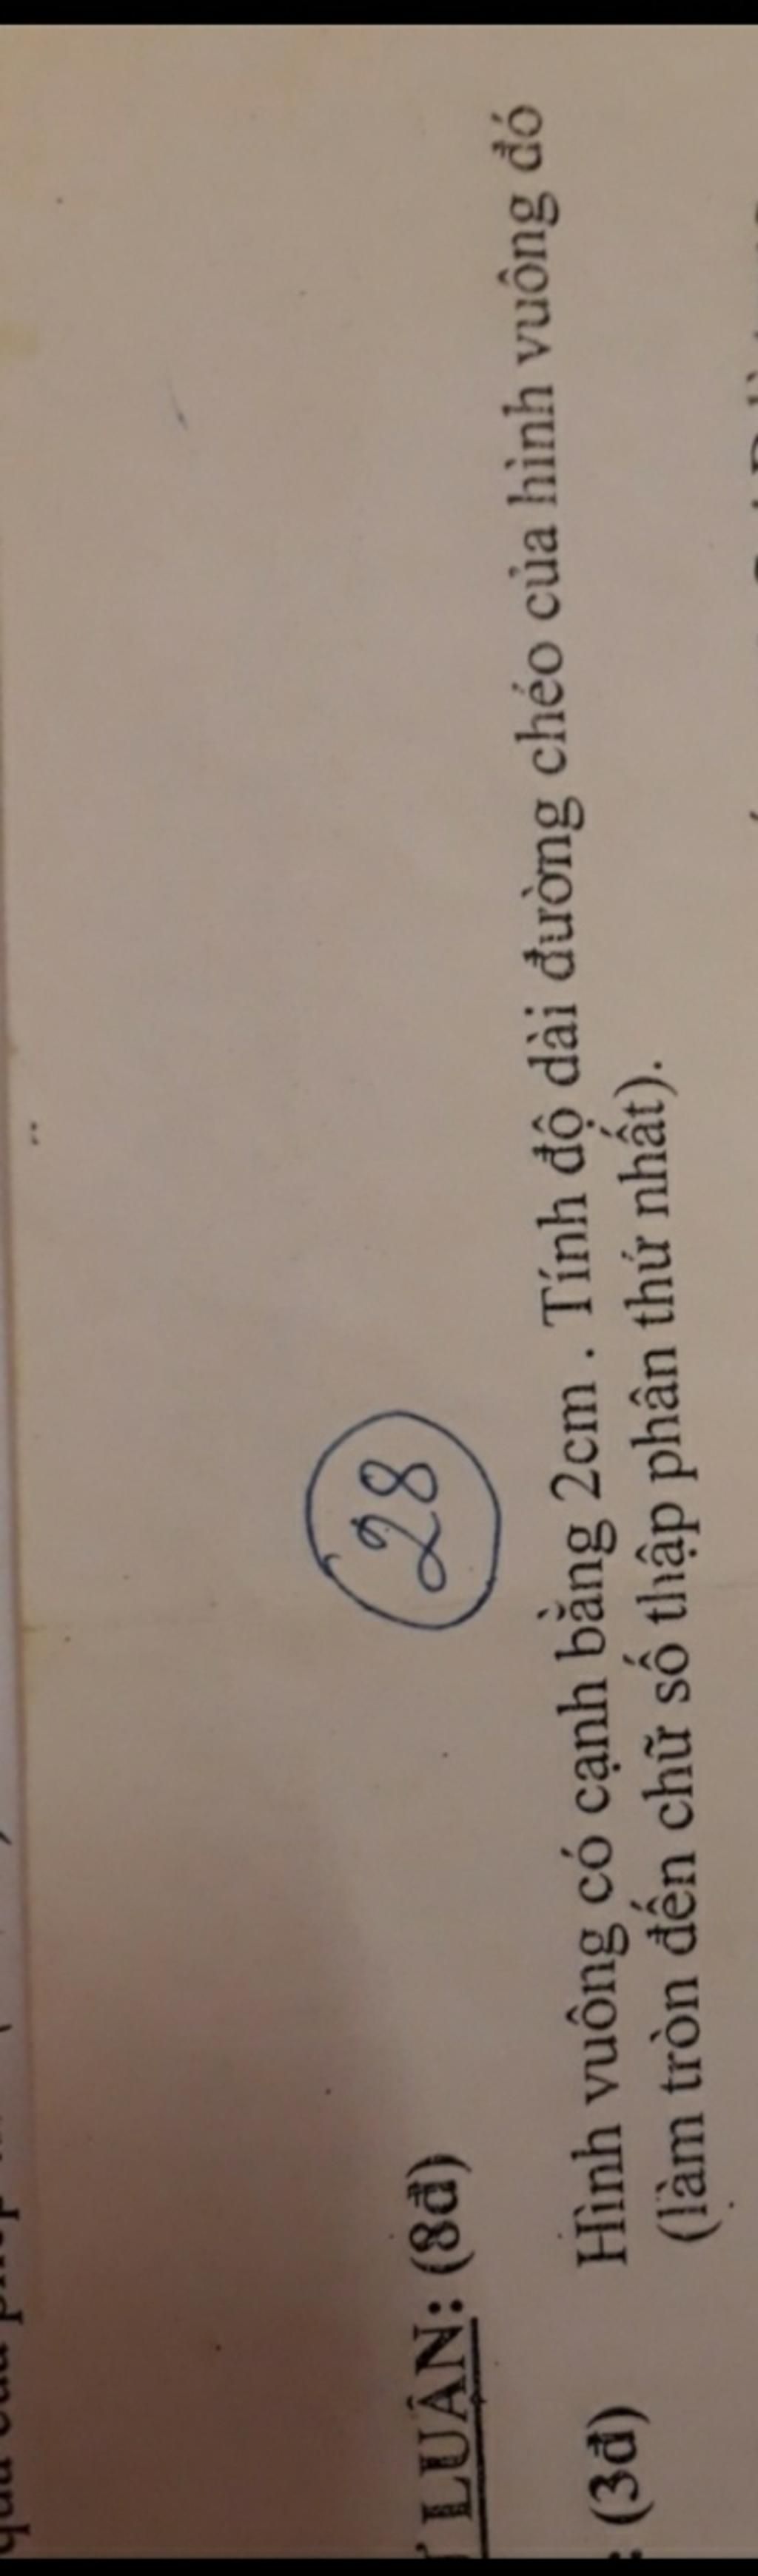 28
LUẬN: (8đ)
: (3đ) Hình vuông có cạnh bằng 2cm . Tính độ dài đường chéo của hình vuông đó
(làm tròn đến chữ số thập phân thứ nhất).